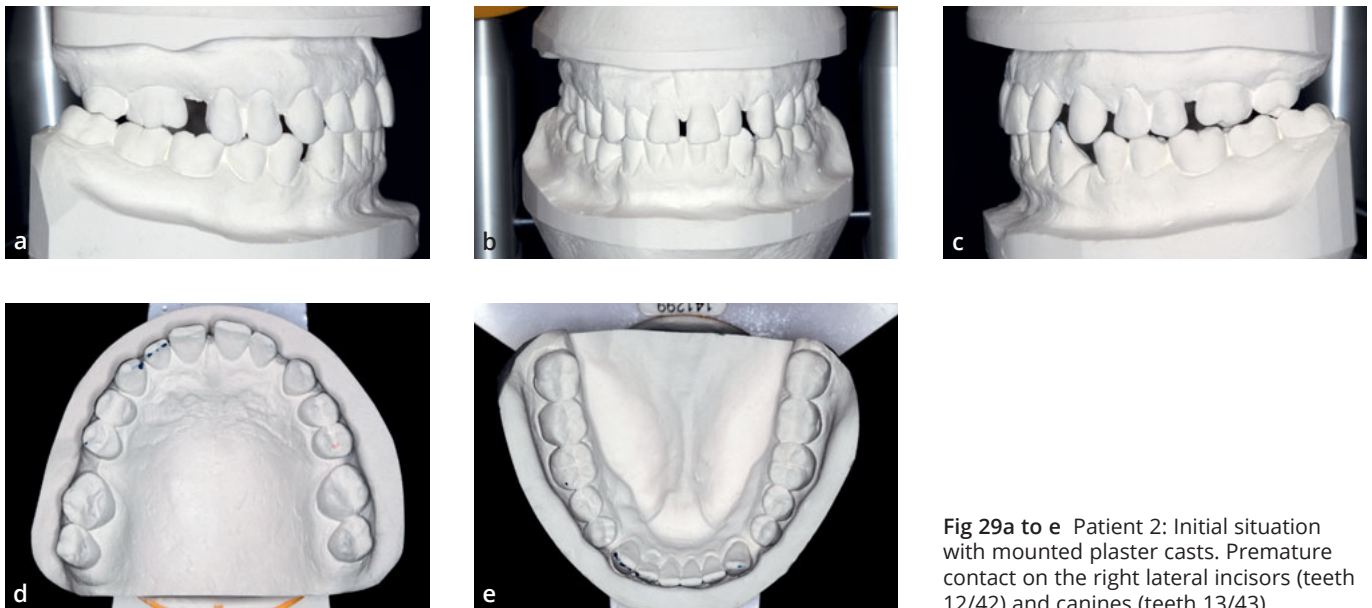 a
b
c
141299
d
e
Fig 29a to e Patient 2: Initial situation
with mounted plaster casts. Premature
contact on the right lateral incisors (teeth
12/42) and canines (teeth 13/43)